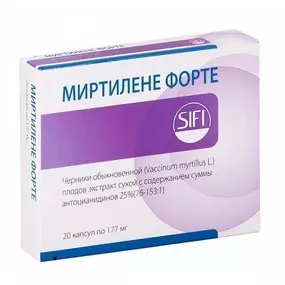 МИРТИЛЕНЕ ФОРТЕ
SIFI
Черники обыкновенной (Vaccinum myrtillus L.)
плодов экстракт сухой с содержанием суммы
антоцианидинов 25%(76-153:1)
20 капсул по 177 мг
МИРТИЛЕНЕ ФОРТЕ